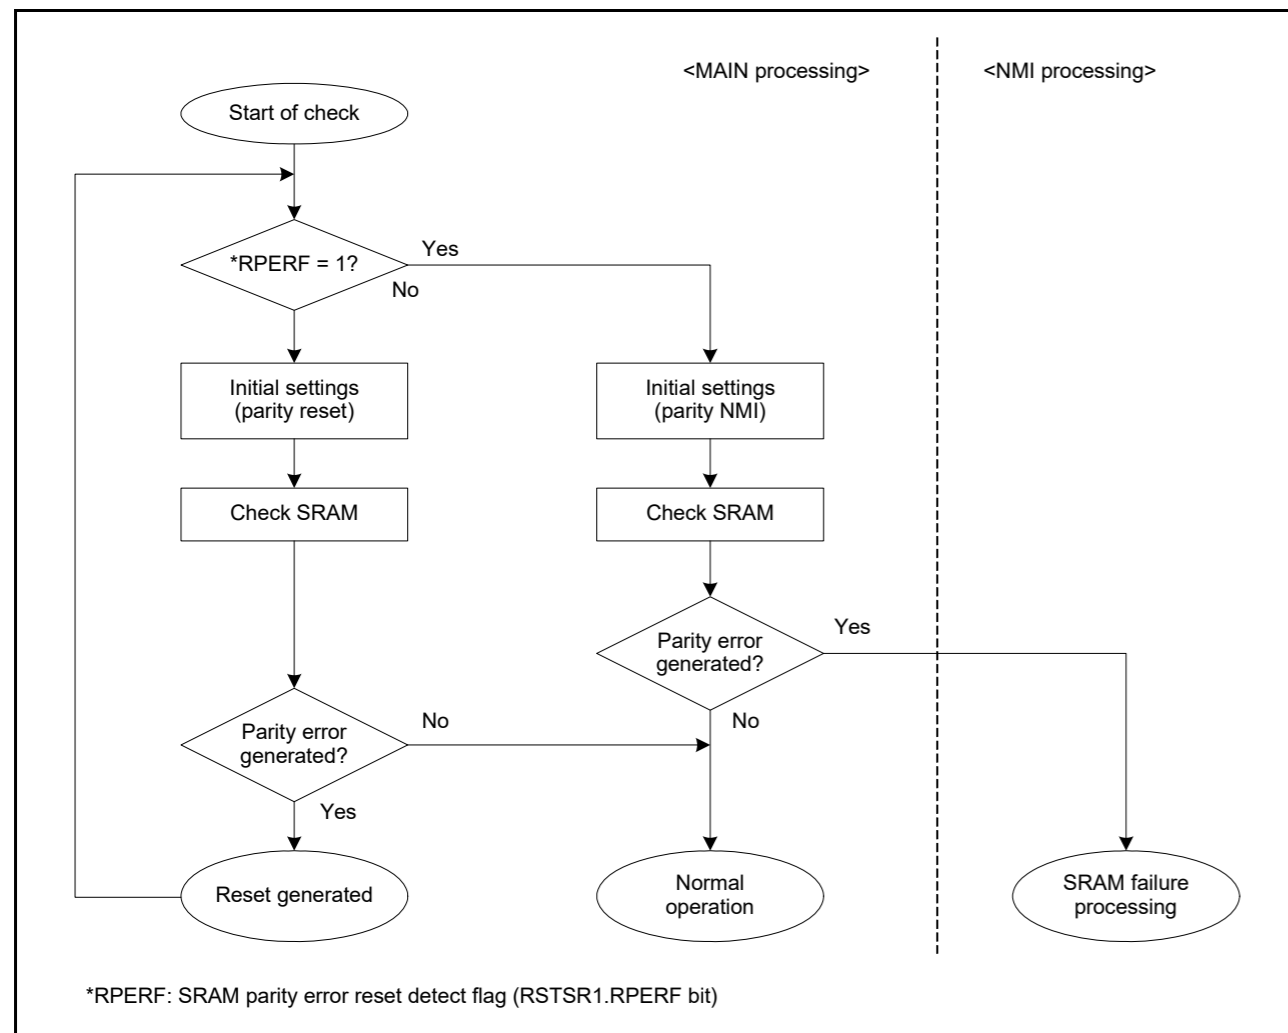 <MAIN processing>
<NMI processing>
Start of check
*RPERF = 1?
Yes
No
Initial settings
(parity reset)
Initial settings
(parity NMI)
Check SRAM
Check SRAM
Parity error
generated?
Yes
No
Parity error
generated?
No
Yes
Reset generated
Normal
operation
SRAM failure
processing
*RPERF: SRAM parity error reset detect flag (RSTSR1.RPERF bit)